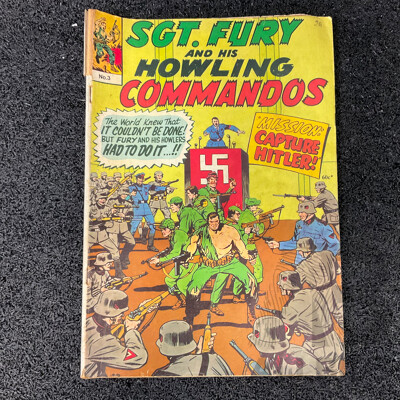 SGT. FURY
AND HIS
HOWLING
COMMANDOS
No.3
The World Knew That
IT COULDN'T BE DONE!
BUT FURY AND HIS HOWLERS
HAD TO DO IT...!!
"MISSION:
CAPTURE
HITLER!"